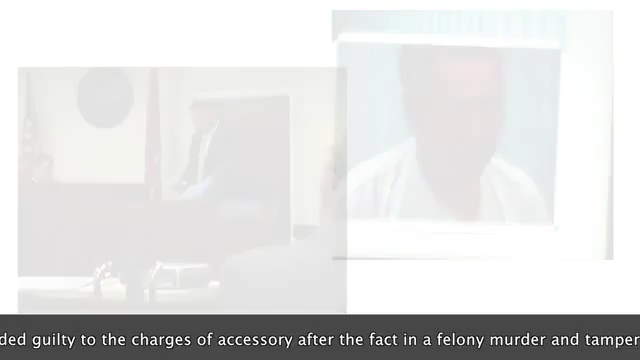 ded guilty to the charges of accessory after the fact in a felony murder and tamper